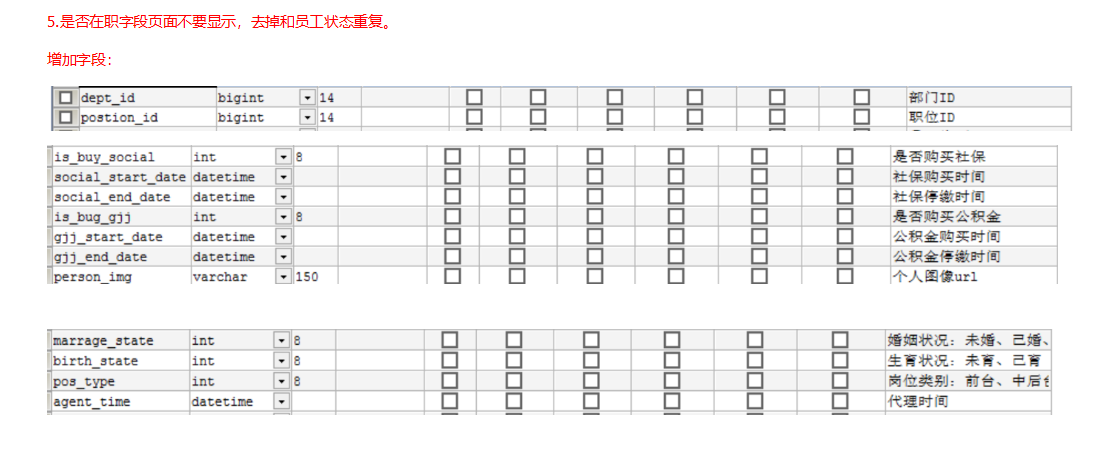 5.是否在职字段页面不要显示，去掉和员工状态重复。
增加字段：
dept_id bigint 14 部门ID
postion_id bigint 14 职位ID
is_buy_social int 8 是否购买社保
social_start_date datetime 社保购买时间
social_end_date datetime 社保停缴时间
is_bug_gjj int 8 是否购买公积金
gjj_start_date datetime 公积金购买时间
gjj_end_date datetime 公积金停缴时间
person_img varchar 150 个人图像url
marrage_state int 8 婚姻状况：未婚、已婚、
birth_state int 8 生育状况：未育、已育
pos_type int 8 岗位类别：前台、中后
agent_time datetime 代理时间